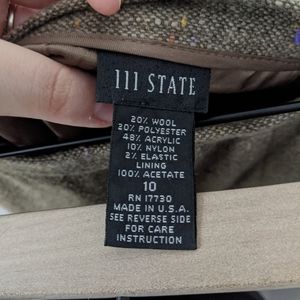 111 STATE
20% WOOL
20% POLYESTER
48% ACRYLIC
10% NYLON
2% ELASTIC
LINING
100% ACETATE
10
RN 17730
MADE IN U.S.A.
SEE REVERSE SIDE
FOR CARE
INSTRUCTION